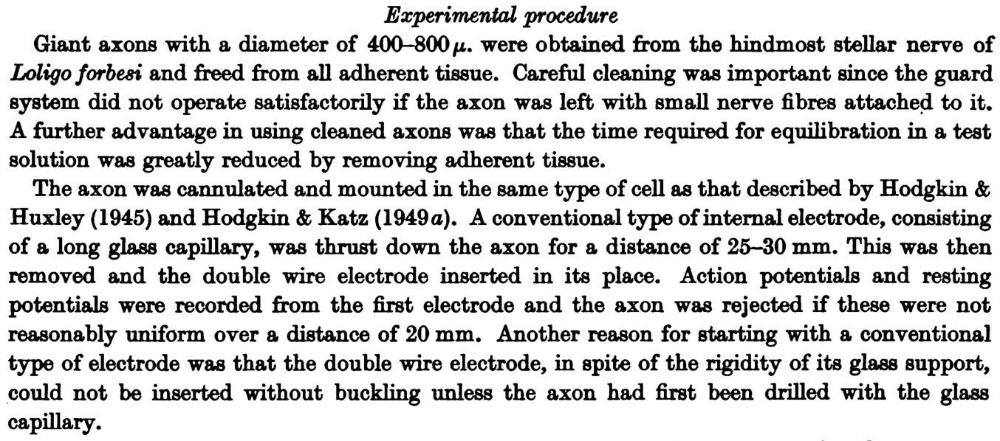 Experimental procedure
Giant axons with a diameter of 400–800 μ. were obtained from the hindmost stellar nerve of
Loligo forbesi and freed from all adherent tissue. Careful cleaning was important since the guard
system did not operate satisfactorily if the axon was left with small nerve fibres attached to it.
A further advantage in using cleaned axons was that the time required for equilibration in a test
solution was greatly reduced by removing adherent tissue.
The axon was cannulated and mounted in the same type of cell as that described by Hodgkin &
Huxley (1945) and Hodgkin & Katz (1949a). A conventional type of internal electrode, consisting
of a long glass capillary, was thrust down the axon for a distance of 25–30 mm. This was then
removed and the double wire electrode inserted in its place. Action potentials and resting
potentials were recorded from the first electrode and the axon was rejected if these were not
reasonably uniform over a distance of 20 mm. Another reason for starting with a conventional
type of electrode was that the double wire electrode, in spite of the rigidity of its glass support,
could not be inserted without buckling unless the axon had first been drilled with the glass
capillary.